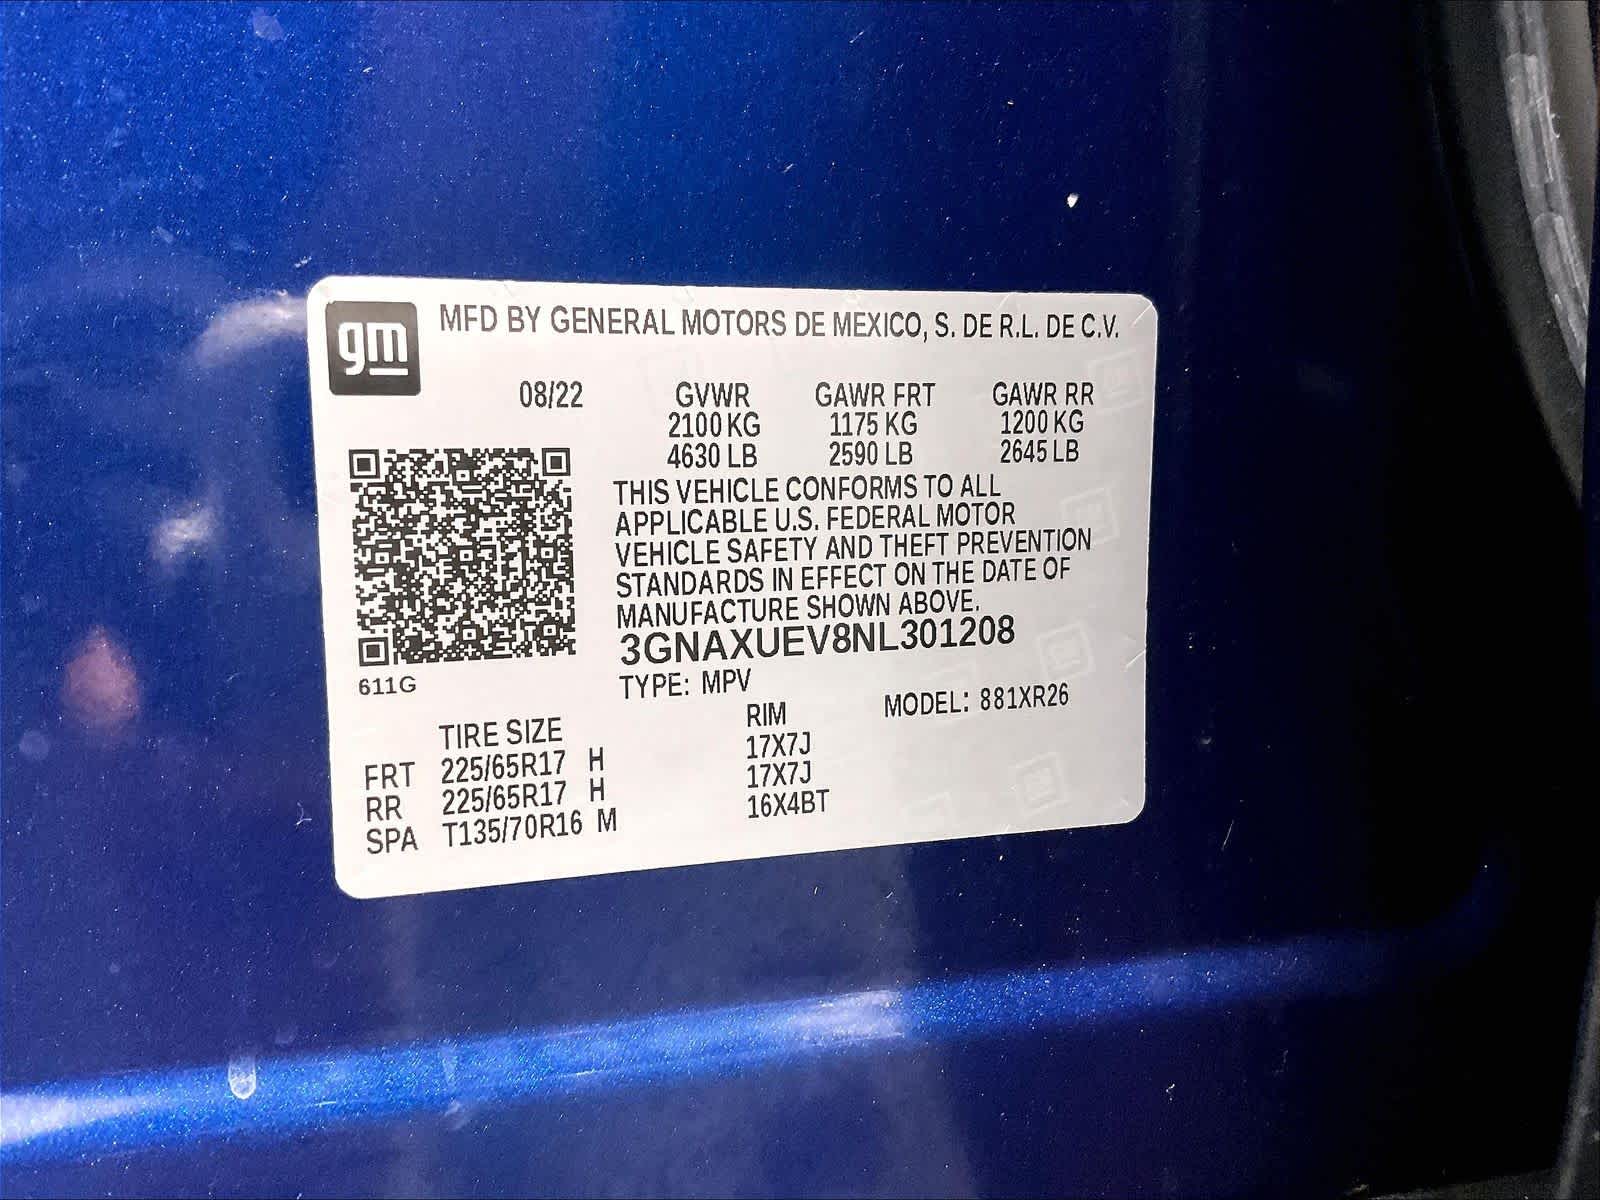 gm
MFD BY GENERAL MOTORS DE MEXICO, S. DE R.L. DE C.V.
08/22 GVWR GAWR FRT GAWR RR
2100 KG 1175 KG 1200 KG
4630 LB 2590 LB 2645 LB
THIS VEHICLE CONFORMS TO ALL
APPLICABLE U.S. FEDERAL MOTOR
VEHICLE SAFETY AND THEFT PREVENTION
STANDARDS IN EFFECT ON THE DATE OF
MANUFACTURE SHOWN ABOVE.
3GNAXUEV8NL301208
611G
TYPE: MPV MODEL: 881XR26
TIRE SIZE RIM
FRT 225/65R17 H 17X7J
RR 225/65R17 H 17X7J
SPA T135/70R16 M 16X4BT